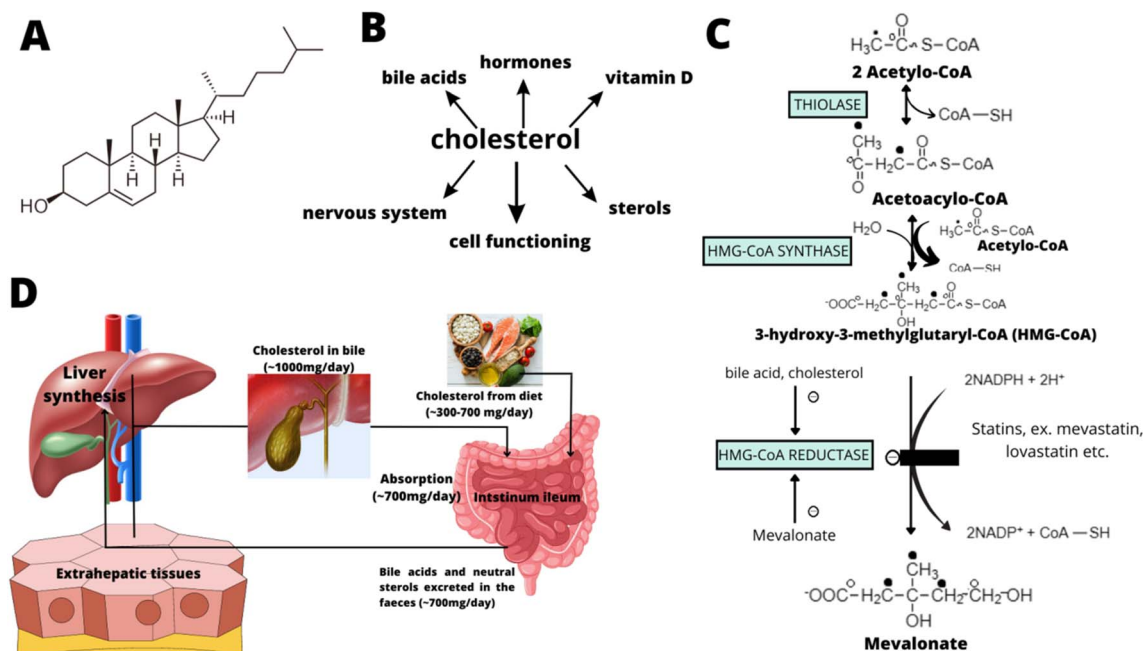 A
HO
H
H
H
H
B
bile acids
hormones
vitamin D
cholesterol
nervous system
cell functioning
sterols
C
H₃C—C∿S—CoA
O
2 Acetylo-CoA
THIOLASE
CoA—SH
CH₃
C—H₂C—C∿S—CoA
O
O
Acetoacylo-CoA
H₂O
O
H₃C—C∿S—CoA
Acetylo-CoA
HMG-CoA SYNTHASE
CoA—SH
CH₃
O
⁻OOC—H₂C—C—H₂C—C∿S—CoA
OH
3-hydroxy-3-methylglutaryl-CoA (HMG-CoA)
bile acid, cholesterol
2NADPH + 2H⁺
Statins, ex. mevastatin,
lovastatin etc.
HMG-CoA REDUCTASE
Mevalonate
2NADP⁺ + CoA—SH
CH₃
⁻OOC—H₂C—C—CH₂-CH₂-OH
OH
Mevalonate
D
Liver
synthesis
Cholesterol in bile
(~1000mg/day)
Cholesterol from diet
(~300-700 mg/day)
Absorption
(~700mg/day)
Intstinum ileum
Extrahepatic tissues
Bile acids and neutral
sterols excreted in the
faeces (~700mg/day)